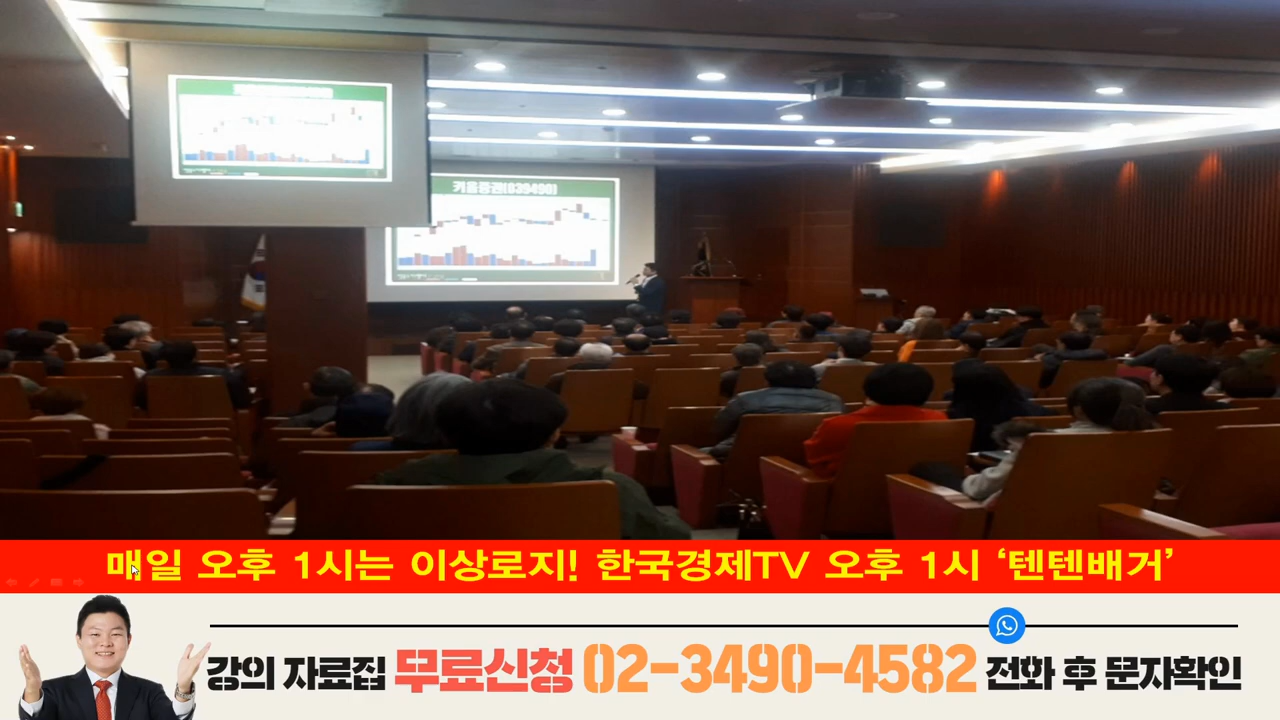 키움증권(039490)
매일 오후 1시는 이상로지! 한국경제TV 오후 1시 ‘텐텐배거’
강의 자료집 무료신청 02-3490-4582 전화 후 문자확인